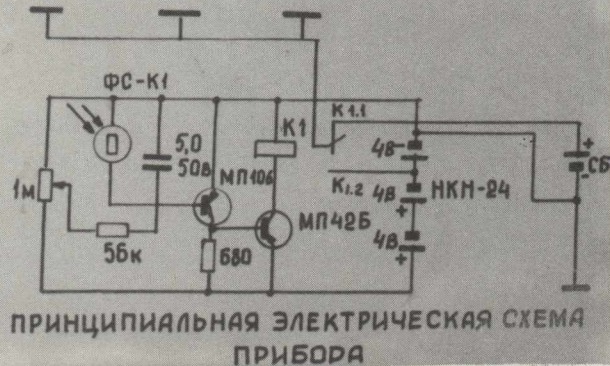 ФС-К1
К1
К1.1
5,0
50в
4В
СБ
1м
МП106
К1.2
4В
НКН-24
МП42Б
56к
680
4В
ПРИНЦИПИАЛЬНАЯ ЭЛЕКТРИЧЕСКАЯ СХЕМА
ПРИБОРА